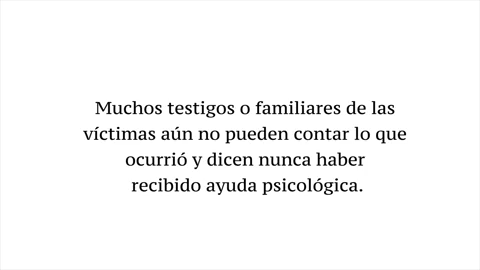 Muchos testigos o familiares de las
víctimas aún no pueden contar lo que
ocurrió y dicen nunca haber
recibido ayuda psicológica.